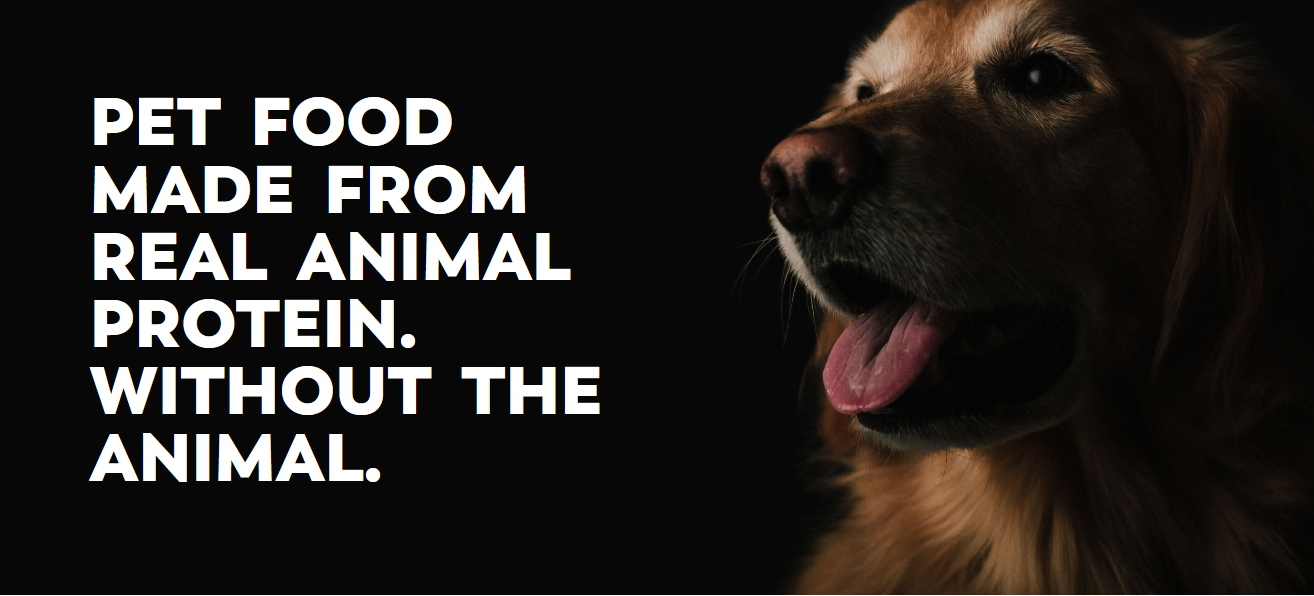 PET FOOD
MADE FROM
REAL ANIMAL
PROTEIN.
WITHOUT THE
ANIMAL.